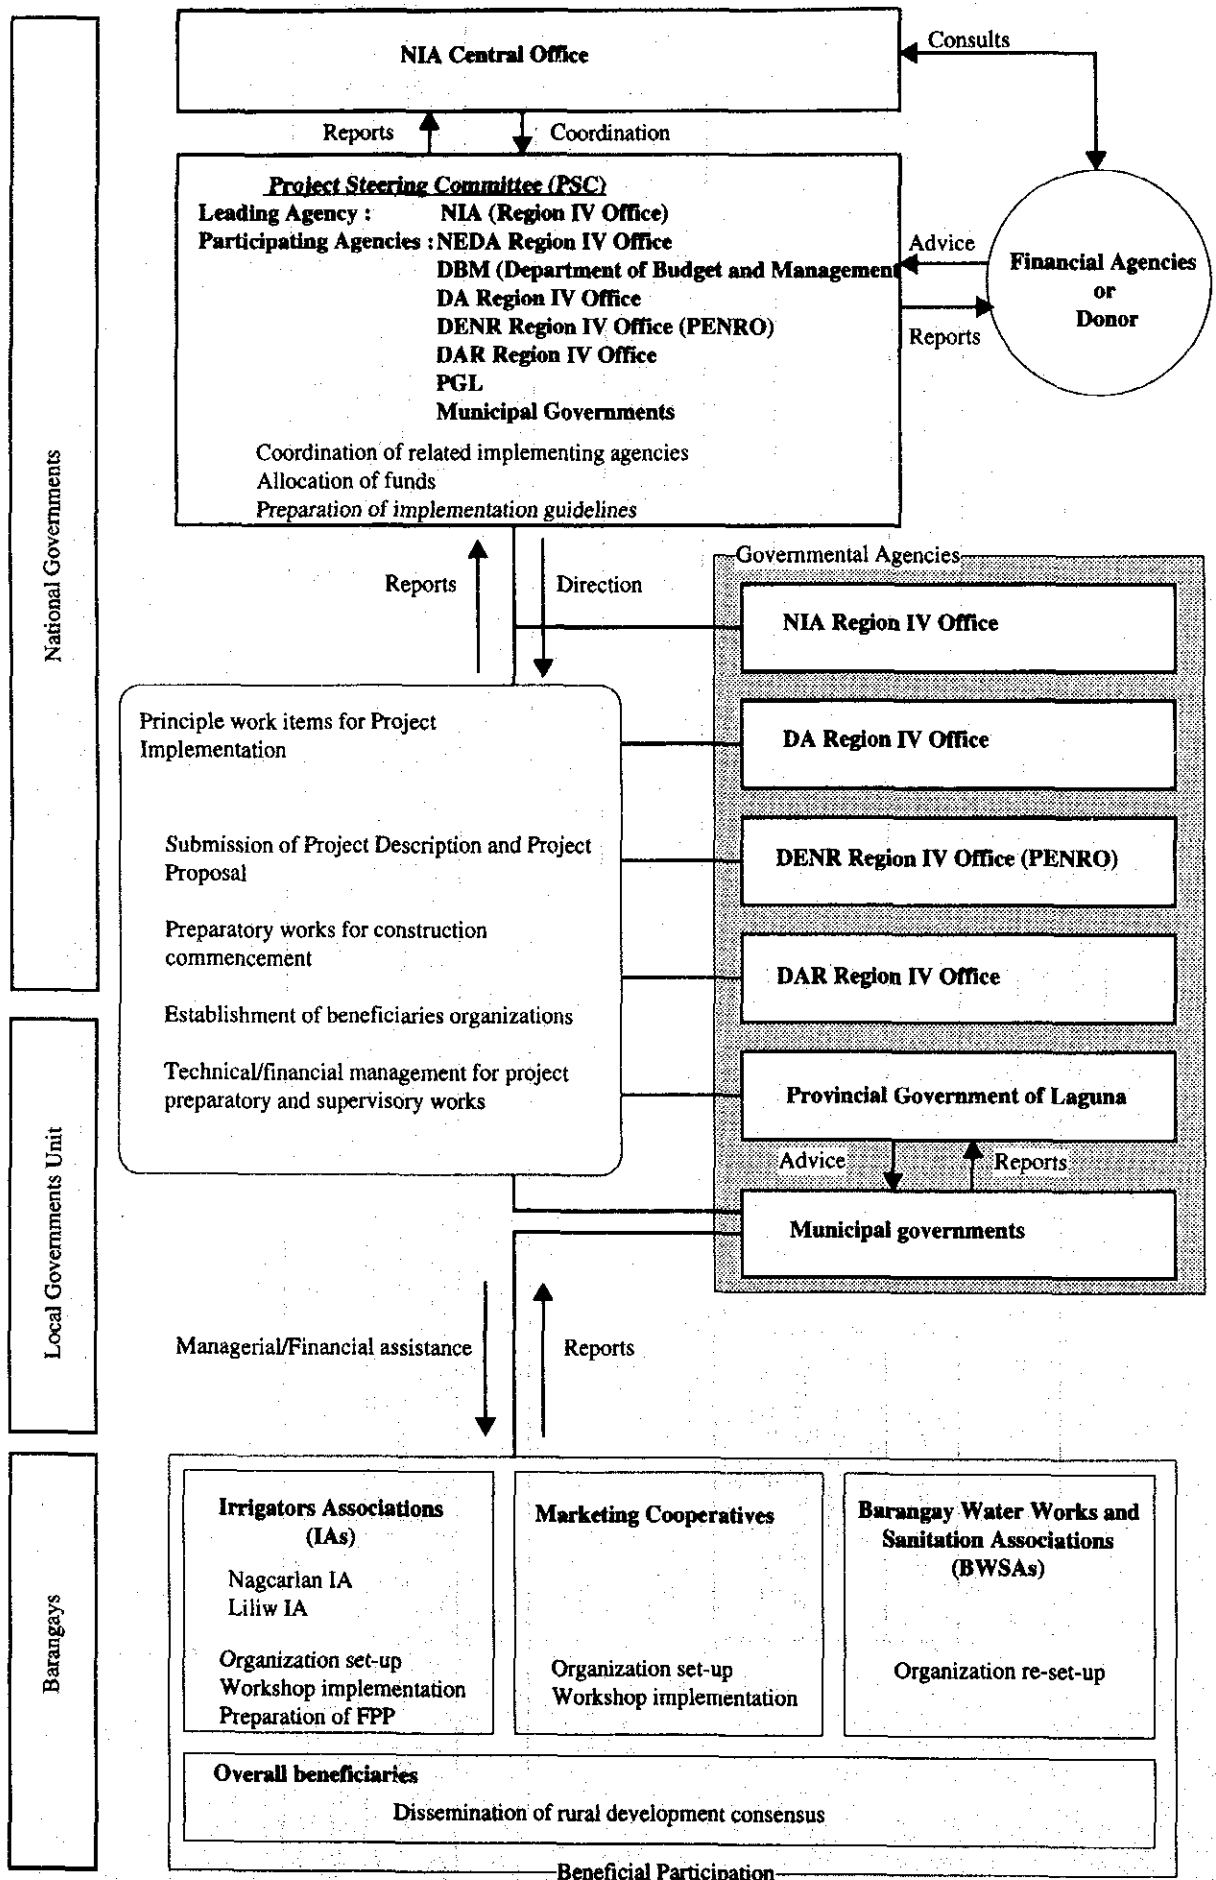 NIA Central Office
Consults
Reports
Coordination
Project Steering Committee (PSC)
Leading Agency : NIA (Region IV Office)
Participating Agencies : NEDA Region IV Office
DBM (Department of Budget and Management
DA Region IV Office
DENR Region IV Office (PENRO)
DAR Region IV Office
PGL
Municipal Governments
Coordination of related implementing agencies
Allocation of funds
Preparation of implementation guidelines
Advice
Reports
Financial Agencies
or
Donor
National Governments
Reports
Direction
Governmental Agencies
NIA Region IV Office
DA Region IV Office
DENR Region IV Office (PENRO)
DAR Region IV Office
Provincial Government of Laguna
Advice
Reports
Municipal governments
Principle work items for Project
Implementation
Submission of Project Description and Project
Proposal
Preparatory works for construction
commencement
Establishment of beneficiaries organizations
Technical/financial management for project
preparatory and supervisory works
Local Governments Unit
Managerial/Financial assistance
Reports
Barangays
Irrigators Associations
(IAs)
Nagcarlan IA
Liliw IA
Organization set-up
Workshop implementation
Preparation of FPP
Marketing Cooperatives
Organization set-up
Workshop implementation
Barangay Water Works and
Sanitation Associations
(BWSAs)
Organization re-set-up
Overall beneficiaries
Dissemination of rural development consensus
Beneficial Participation